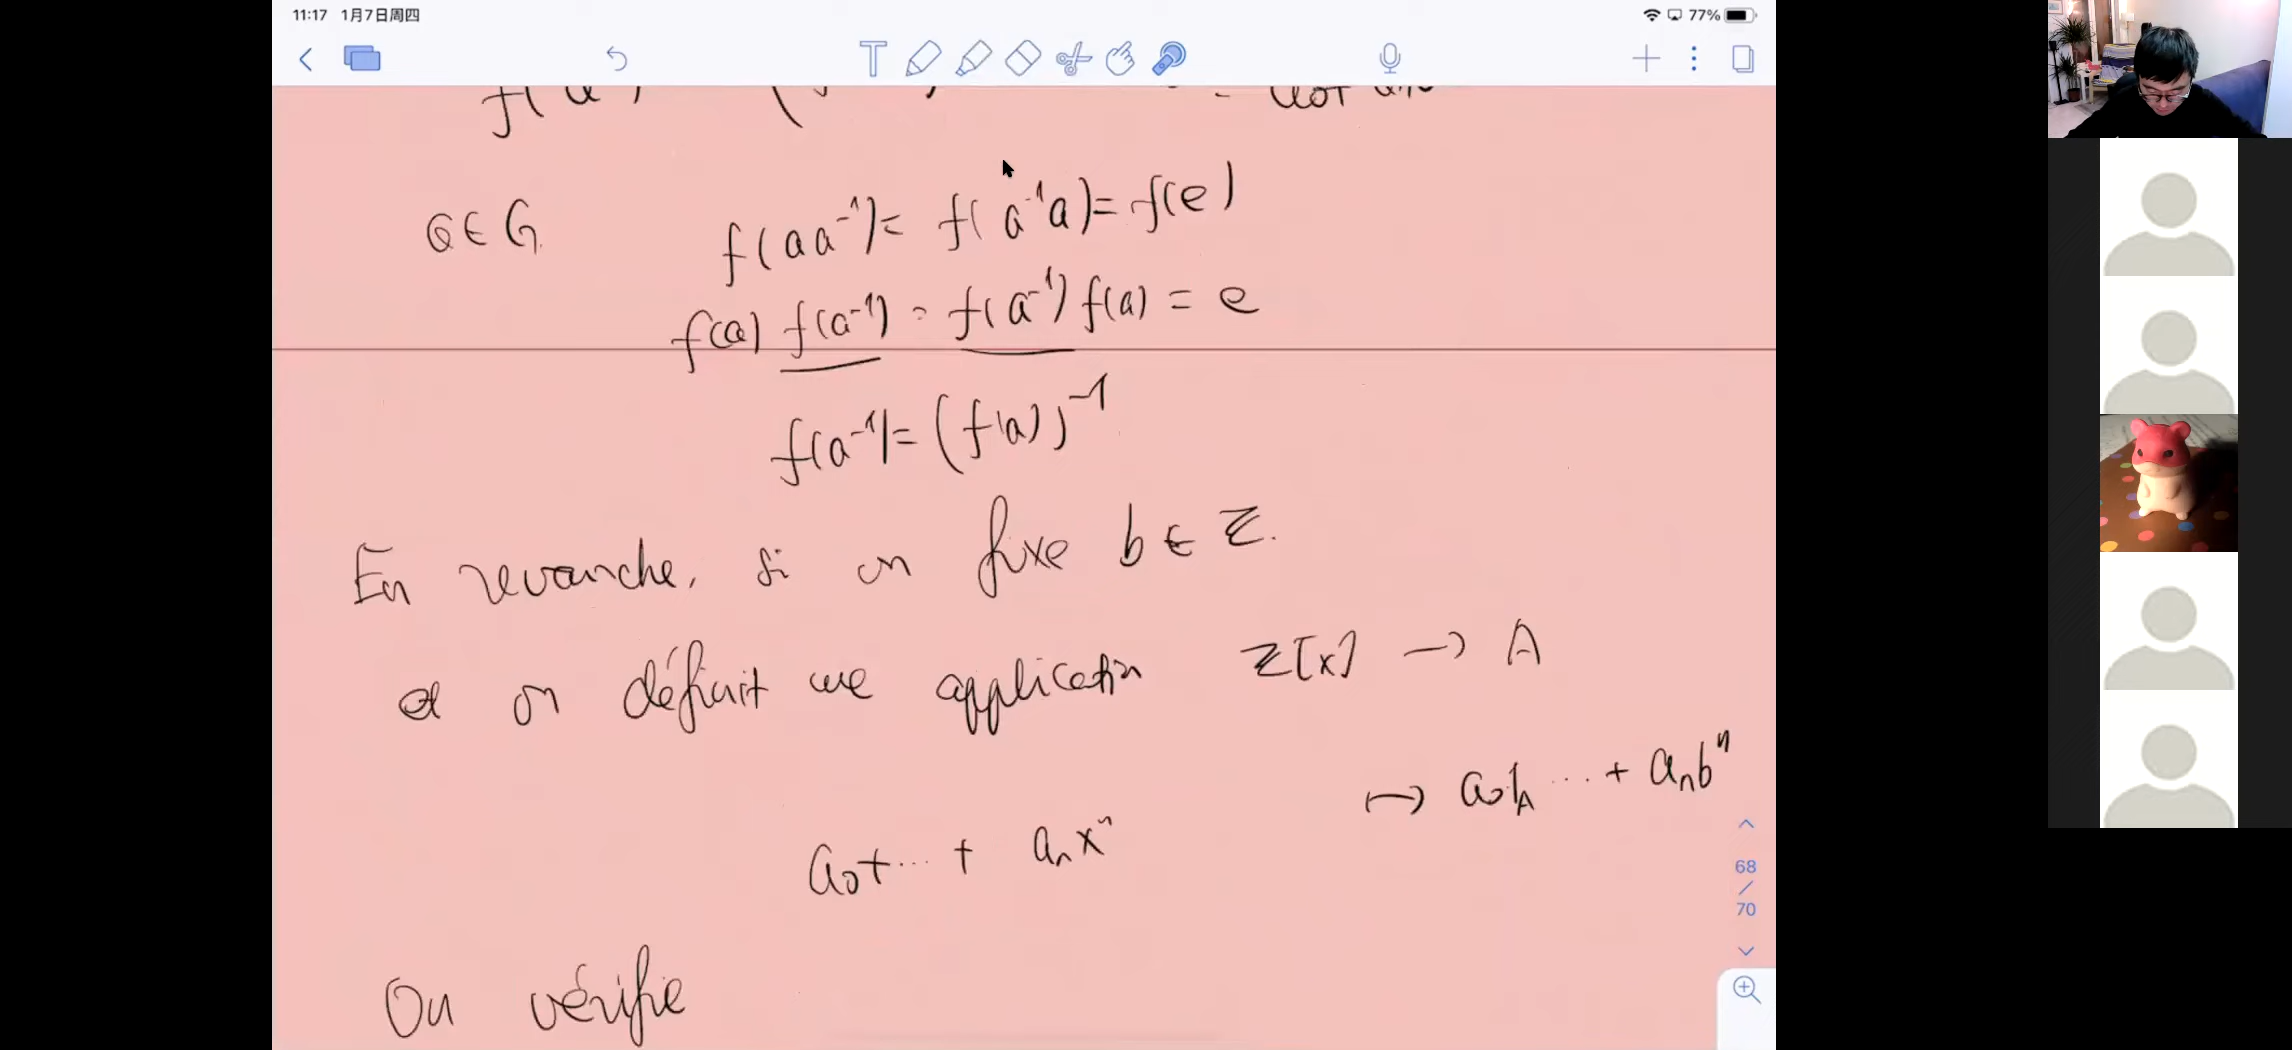 11:17 1月7日周四
77%
a ∈ G
f(aa⁻¹) = f(a⁻¹a) = f(e)
f(a) f(a⁻¹) = f(a⁻¹) f(a) = e
f(a⁻¹) = (f(a))⁻¹
En revanche, si on fixe b ∈ ℤ.
et on définit une application ℤ[x] → A
↦ a₀1_A ... + aₙbⁿ
a₀ + ... + aₙxⁿ
68
/
70
On vérifie